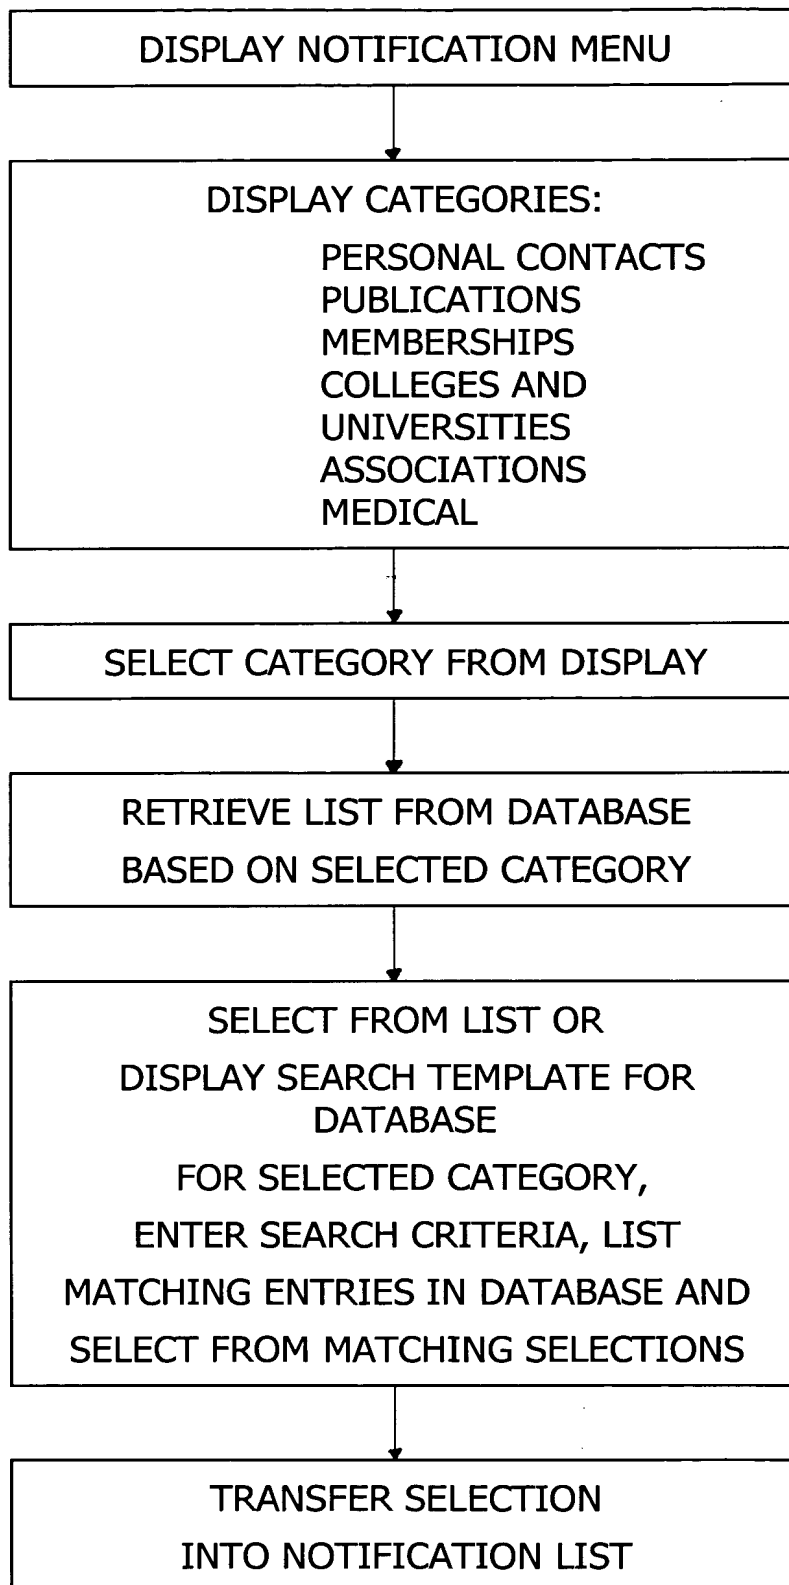 DISPLAY NOTIFICATION MENU
DISPLAY CATEGORIES:
PERSONAL CONTACTS
PUBLICATIONS
MEMBERSHIPS
COLLEGES AND
UNIVERSITIES
ASSOCIATIONS
MEDICAL
SELECT CATEGORY FROM DISPLAY
RETRIEVE LIST FROM DATABASE
BASED ON SELECTED CATEGORY
SELECT FROM LIST OR
DISPLAY SEARCH TEMPLATE FOR
DATABASE
FOR SELECTED CATEGORY,
ENTER SEARCH CRITERIA, LIST
MATCHING ENTRIES IN DATABASE AND
SELECT FROM MATCHING SELECTIONS
TRANSFER SELECTION
INTO NOTIFICATION LIST